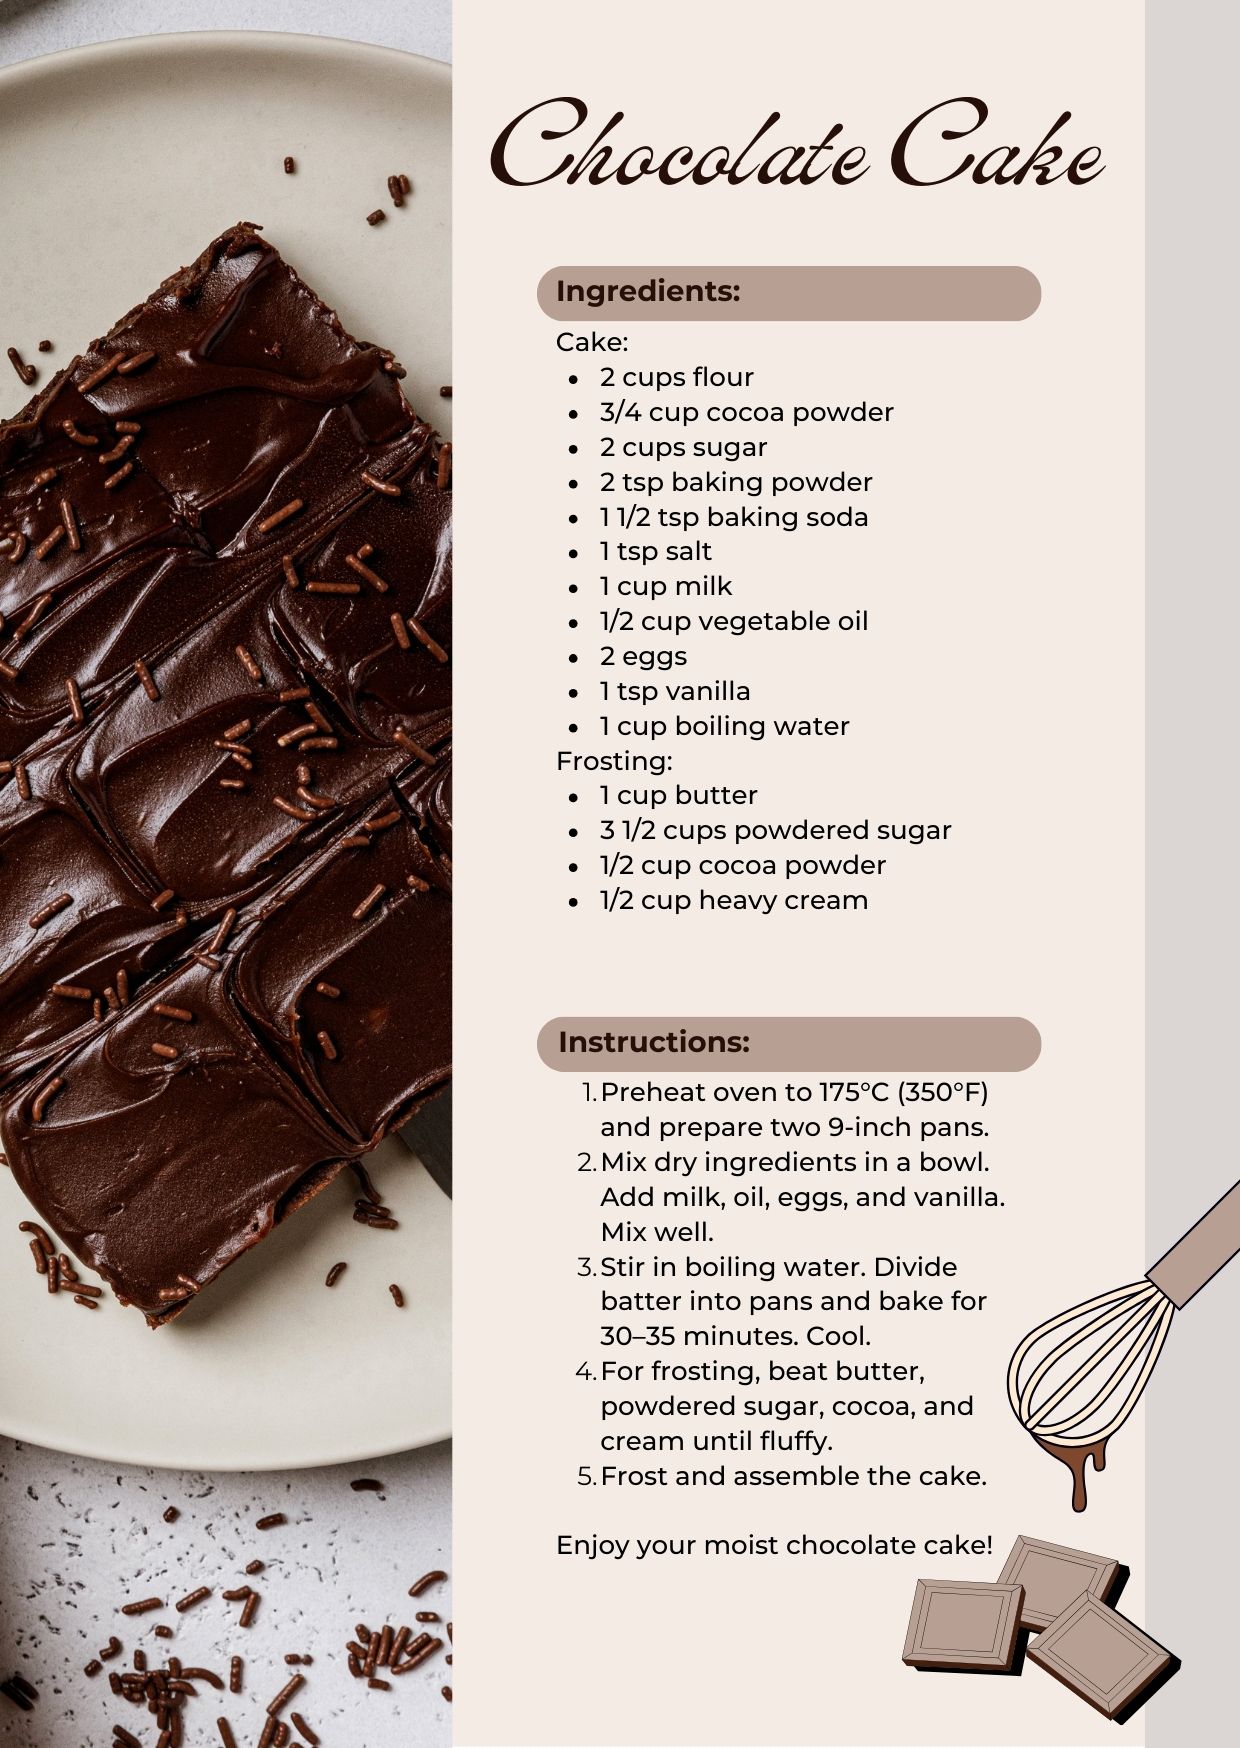 Chocolate Cake
Ingredients:
Cake:
• 2 cups flour
• 3/4 cup cocoa powder
• 2 cups sugar
• 2 tsp baking powder
• 1 1/2 tsp baking soda
• 1 tsp salt
• 1 cup milk
• 1/2 cup vegetable oil
• 2 eggs
• 1 tsp vanilla
• 1 cup boiling water
Frosting:
• 1 cup butter
• 3 1/2 cups powdered sugar
• 1/2 cup cocoa powder
• 1/2 cup heavy cream
Instructions:
1. Preheat oven to 175°C (350°F)
and prepare two 9-inch pans.
2. Mix dry ingredients in a bowl.
Add milk, oil, eggs, and vanilla.
Mix well.
3. Stir in boiling water. Divide
batter into pans and bake for
30–35 minutes. Cool.
4. For frosting, beat butter,
powdered sugar, cocoa, and
cream until fluffy.
5. Frost and assemble the cake.
Enjoy your moist chocolate cake!